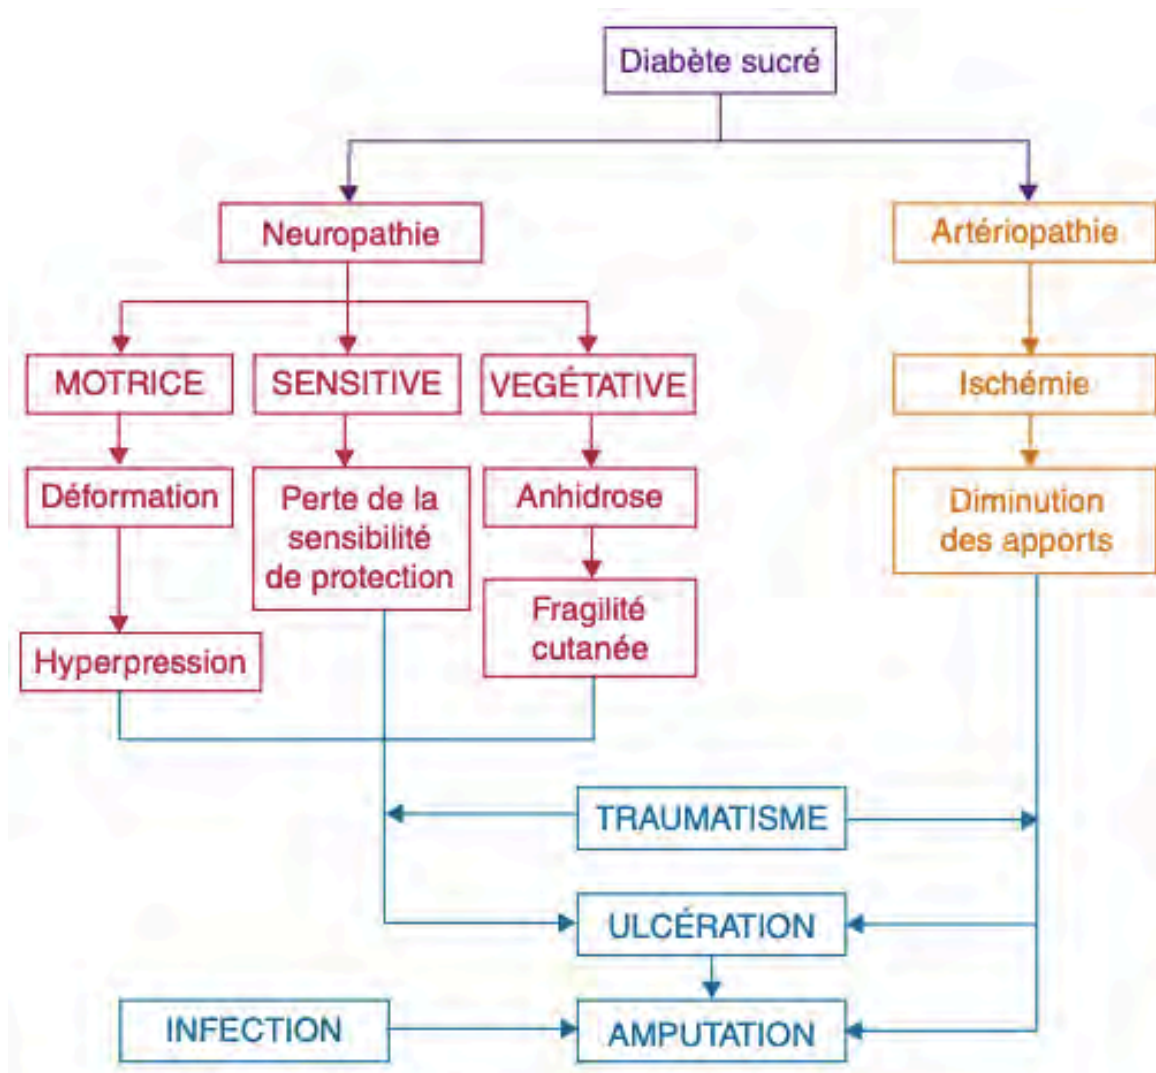 Diabète sucré
Neuropathie
Artériopathie
MOTRICE
SENSITIVE
VEGÉTATIVE
Ischémie
Déformation
Perte de la
sensibilité
de protection
Anhidrose
Diminution
des apports
Fragilité
cutanée
Hyperpression
TRAUMATISME
ULCÉRATION
INFECTION
AMPUTATION